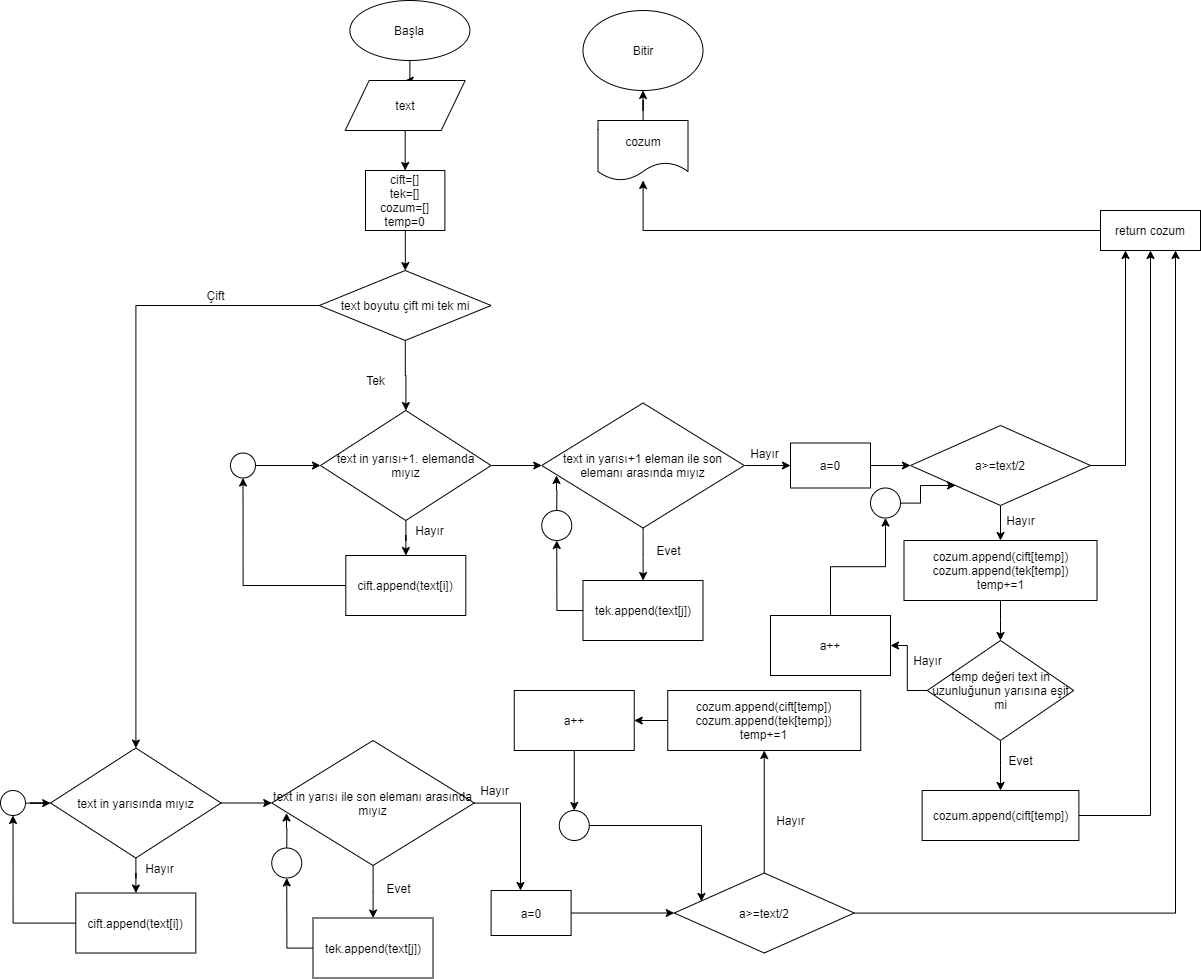 Başla
Bitir
text
cozum
cift=[]
tek=[]
cozum=[]
temp=0
return cozum
Çift
text boyutu çift mi tek mi
Tek
text in yarısı+1. elemanda
mıyız
text in yarısı+1 eleman ile son
elemanı arasında mıyız
Hayır
a=0
a>=text/2
Hayır
Hayır
cift.append(text[i])
Evet
tek.append(text[j])
cozum.append(cift[temp])
cozum.append(tek[temp])
temp+=1
a++
Hayır
temp değeri text in
uzunluğunun yarısına eşit
mi
Evet
cozum.append(cift[temp])
a++
cozum.append(cift[temp])
cozum.append(tek[temp])
temp+=1
text in yarısında mıyız
text in yarısı ile son elemanı arasında
mıyız
Hayır
Hayır
Hayır
cift.append(text[i])
Evet
tek.append(text[j])
a=0
a>=text/2